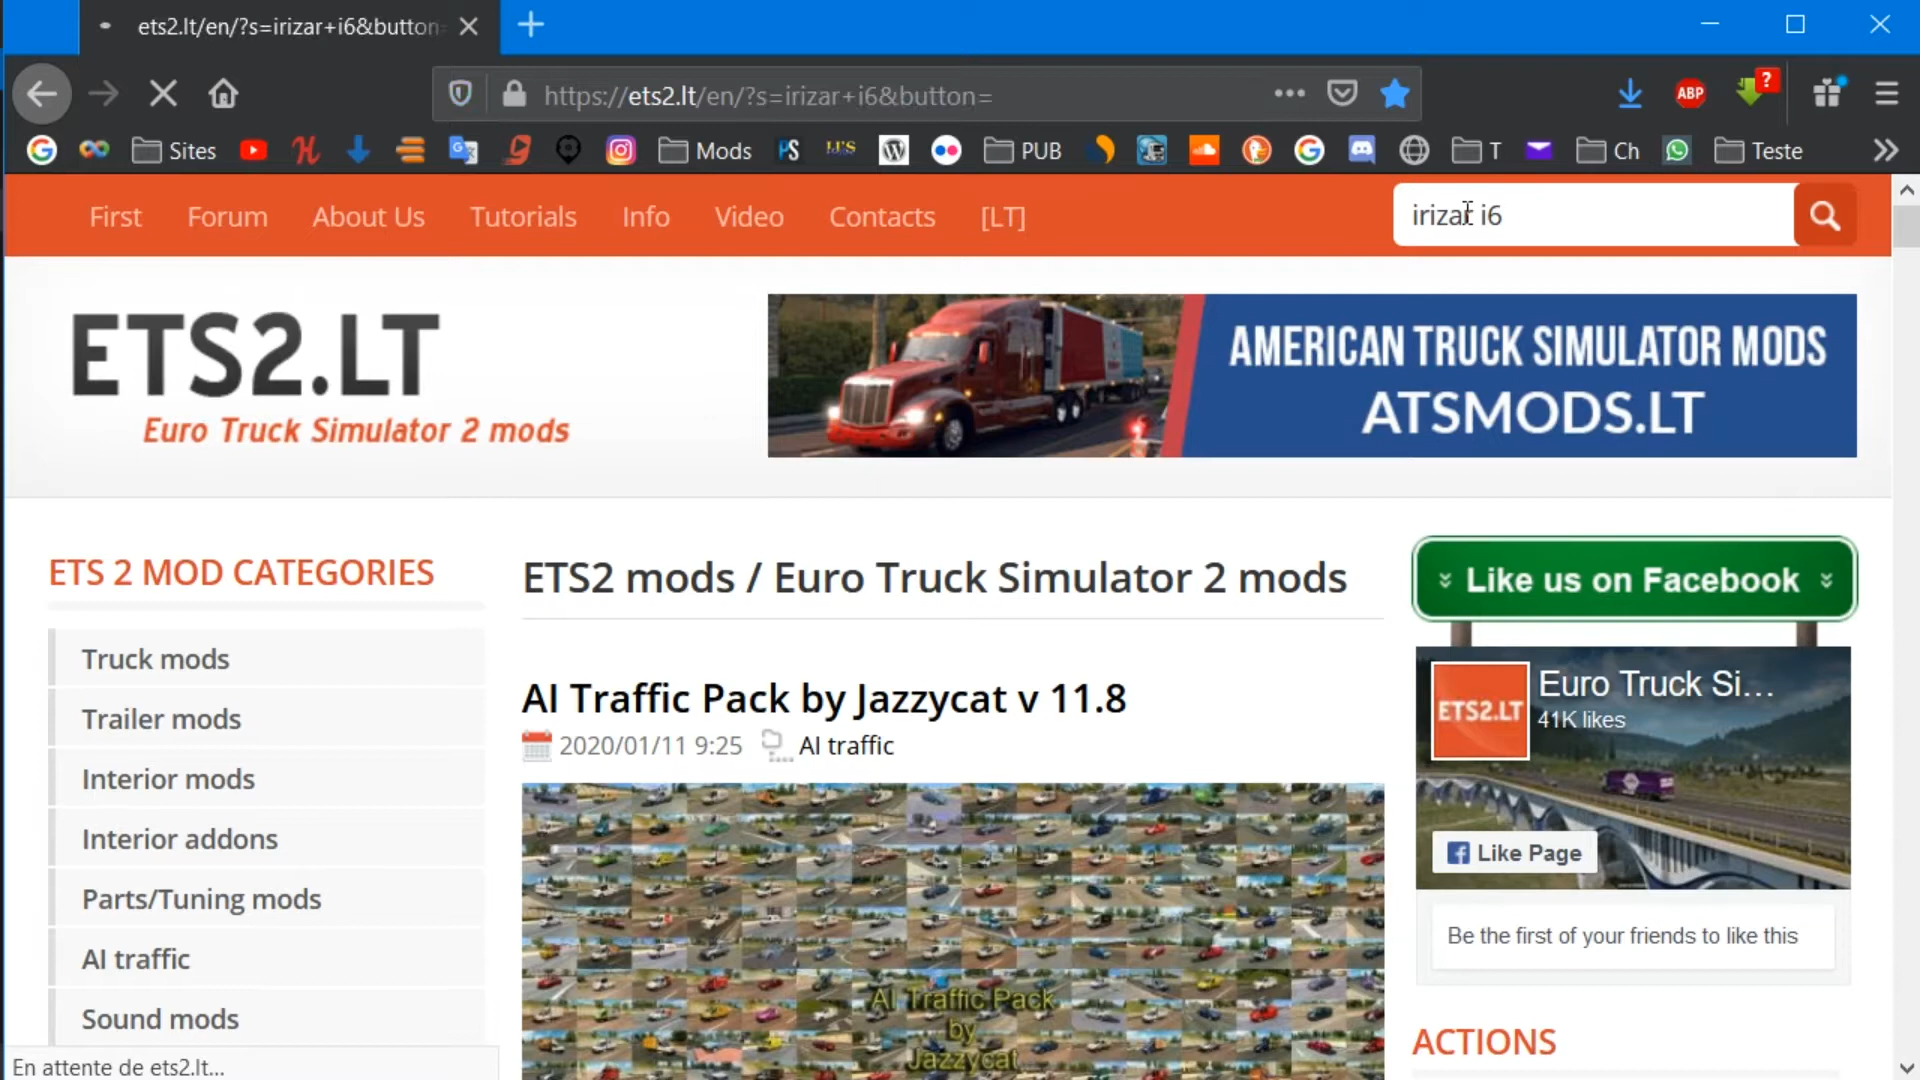 ets2.lt/en/?s=irizar+i6&button
https://ets2.lt/en/?s=irizar+i6&button=
ABP
?
Sites
Mods
PS
PUB
T
Ch
Teste
First
Forum
About Us
Tutorials
Info
Video
Contacts
[LT]
irizar i6
ETS2.LT
Euro Truck Simulator 2 mods
AMERICAN TRUCK SIMULATOR MODS
ATSMODS.LT
ETS 2 MOD CATEGORIES
Truck mods
Trailer mods
Interior mods
Interior addons
Parts/Tuning mods
AI traffic
Sound mods
ETS2 mods / Euro Truck Simulator 2 mods
AI Traffic Pack by Jazzycat v 11.8
2020/01/11 9:25 AI traffic
AI Traffic Pack
by
Jazzycat
Like us on Facebook
ETS2.LT
Euro Truck Si...
41K likes
Like Page
Be the first of your friends to like this
ACTIONS
En attente de ets2.lt...